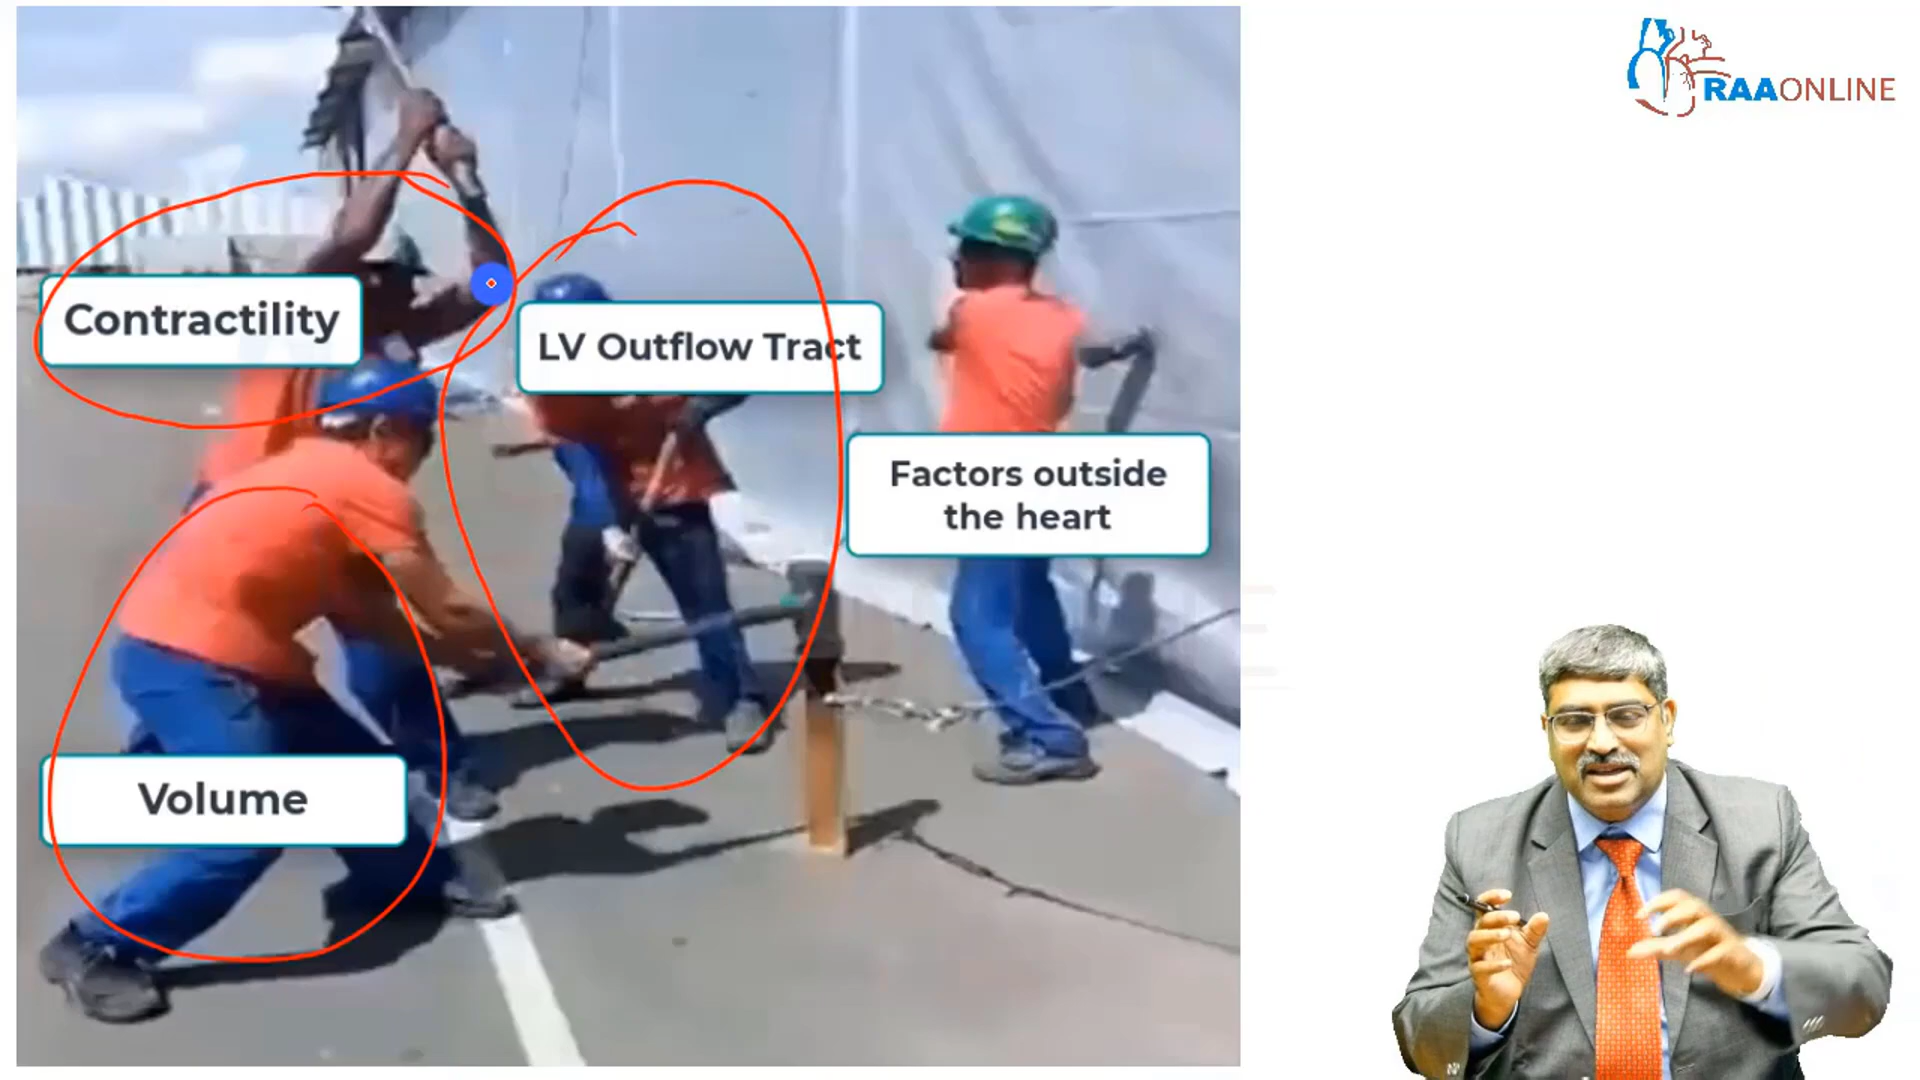 RAAONLINE
Contractility
LV Outflow Tract
Factors outside
the heart
Volume